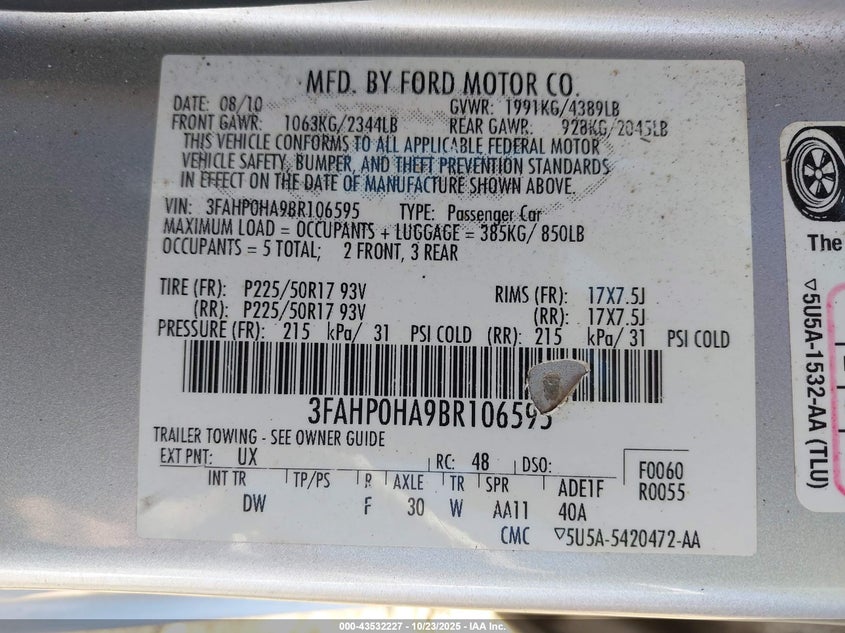 MFD. BY FORD MOTOR CO.
DATE: 08/10 GVWR: 1991KG/4389LB
FRONT GAWR: 1063KG/2344LB REAR GAWR: 928KG/2045LB
THIS VEHICLE CONFORMS TO ALL APPLICABLE FEDERAL MOTOR
VEHICLE SAFETY, BUMPER, AND THEFT PREVENTION STANDARDS
IN EFFECT ON THE DATE OF MANUFACTURE SHOWN ABOVE.
VIN: 3FAHP0HA9BR106595 TYPE: Passenger Car
MAXIMUM LOAD = OCCUPANTS + LUGGAGE = 385KG/ 850LB
OCCUPANTS = 5 TOTAL; 2 FRONT, 3 REAR
TIRE (FR): P225/50R17 93V RIMS (FR): 17X7.5J
(RR): P225/50R17 93V (RR): 17X7.5J
PRESSURE (FR): 215 kPa/ 31 PSI COLD (RR): 215 kPa/ 31 PSI COLD
3FAHP0HA9BR106595
TRAILER TOWING - SEE OWNER GUIDE
EXT PNT: UX RC: 48 DSO: F0060
R0055
INT TR TP/PS R AXLE TR SPR ADE1F
DW F 30 W AA11 40A
CMC ▽5U5A-5420472-AA
The
▽5U5A-1532-AA (TLU)
000-43532227 - 10/23/2025 - IAA Inc.